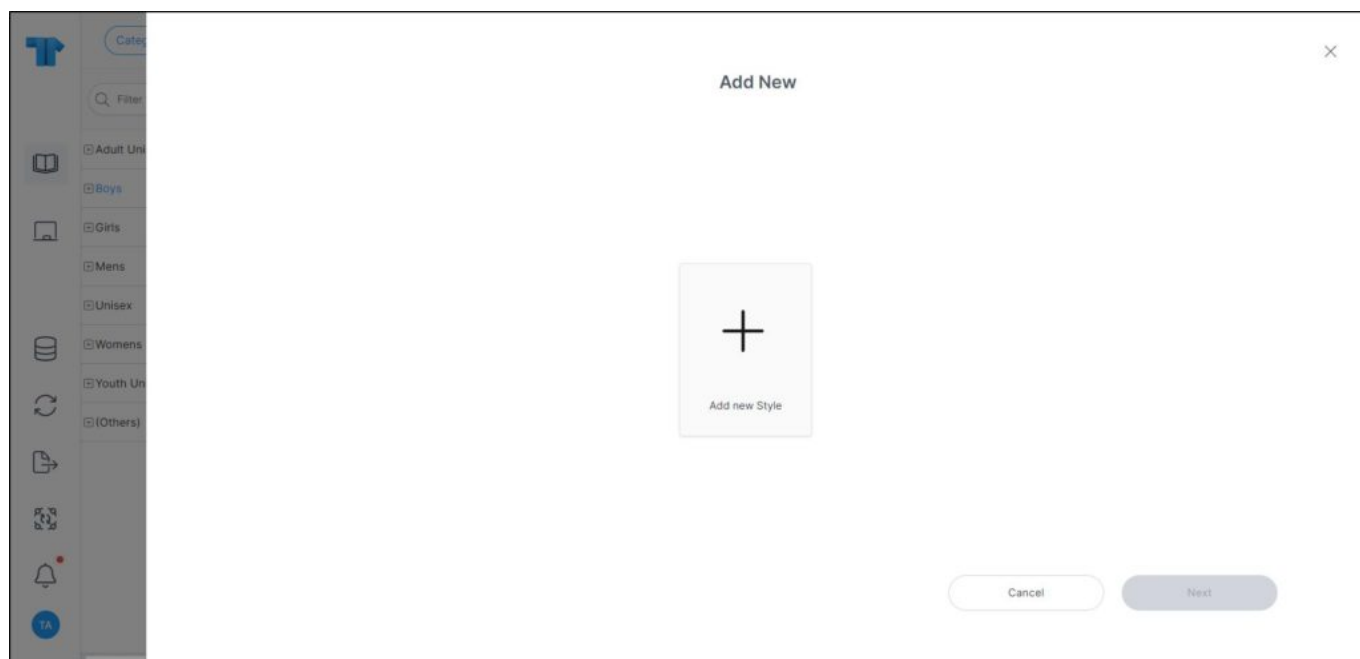 Categ
Filter
Adult Uni
Boys
Girls
Mens
Unisex
Womens
Youth Un
(Others)
TA
Add New
Add new Style
Cancel
Next